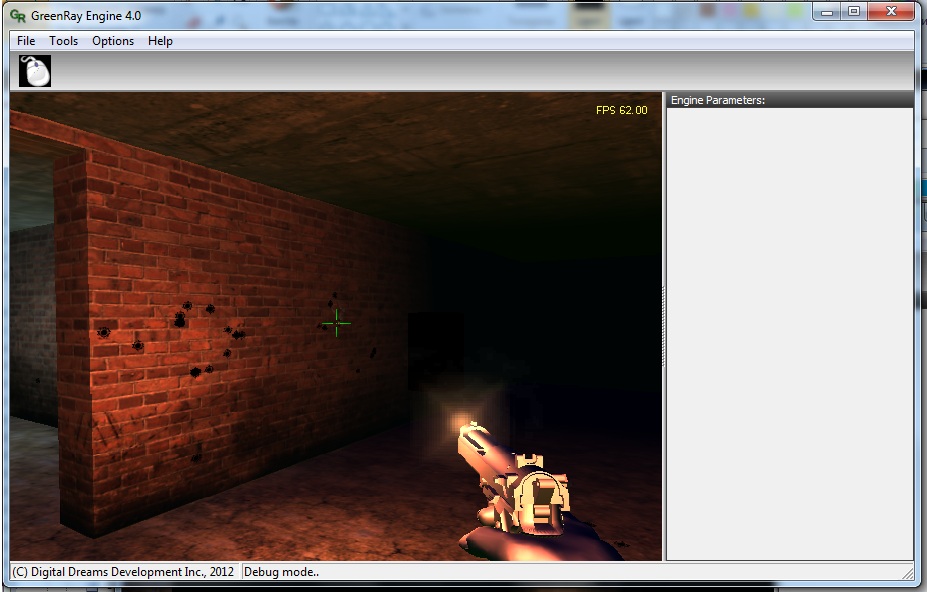 GR GreenRay Engine 4.0
File Tools Options Help
FPS 62.00
Engine Parameters:
(C) Digital Dreams Development Inc., 2012 Debug mode..